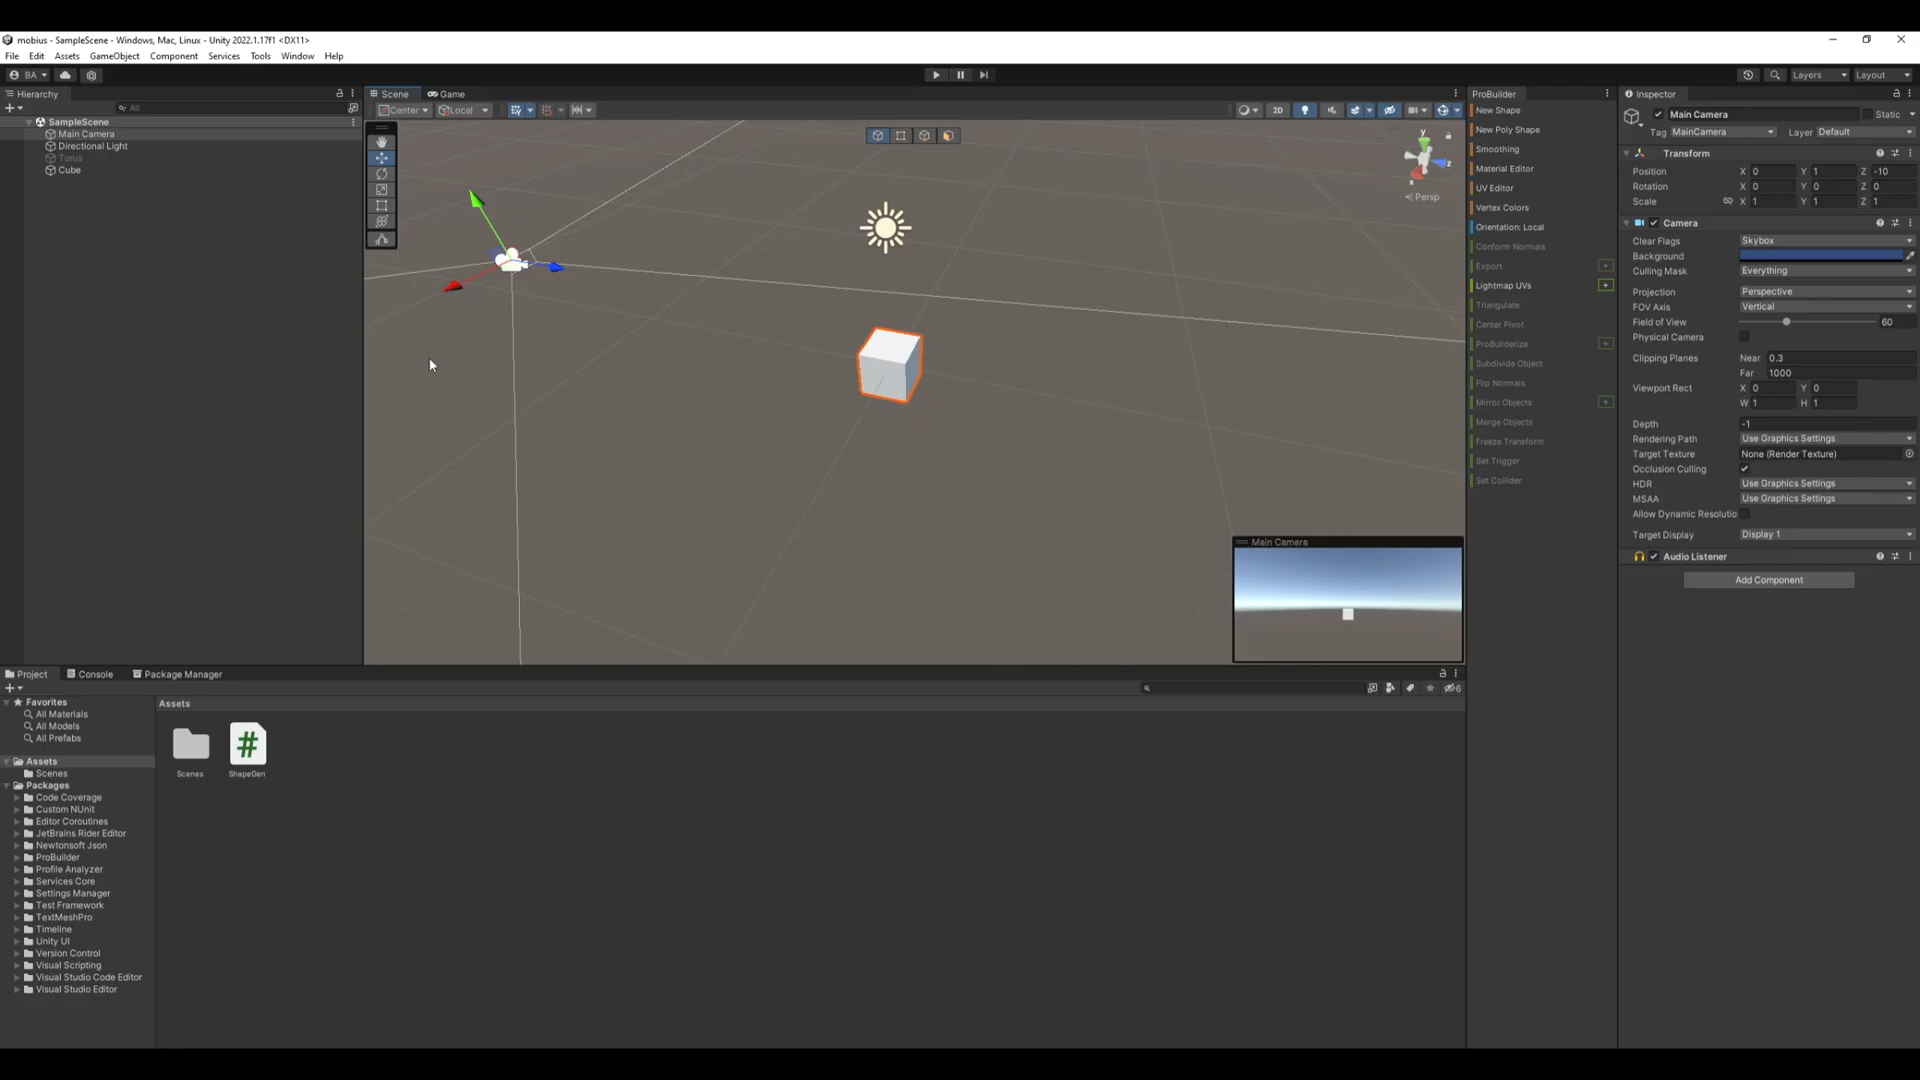 mobius - SampleScene - Windows, Mac, Linux - Unity 2022.1.17f1 <DX11>
File Edit Assets GameObject Component Services Tools Window Help
BA
Layers
Layout
Hierarchy
All
SampleScene
Main Camera
Directional Light
Torus
Cube
Scene
Game
Center
Local
2D
y
z
x
Persp
Main Camera
ProBuilder
New Shape
New Poly Shape
Smoothing
Material Editor
UV Editor
Vertex Colors
Orientation: Local
Conform Normals
Export
Lightmap UVs
Triangulate
Center Pivot
ProBuilderize
Subdivide Object
Flip Normals
Mirror Objects
Merge Objects
Freeze Transform
Set Trigger
Set Collider
Inspector
Main Camera
Static
Tag MainCamera Layer Default
Transform
Position X 0 Y 1 Z -10
Rotation X 0 Y 0 Z 0
Scale X 1 Y 1 Z 1
Camera
Clear Flags Skybox
Background
Culling Mask Everything
Projection Perspective
FOV Axis Vertical
Field of View 60
Physical Camera
Clipping Planes Near 0.3
Far 1000
Viewport Rect X 0 Y 0
W 1 H 1
Depth -1
Rendering Path Use Graphics Settings
Target Texture None (Render Texture)
Occlusion Culling
HDR Use Graphics Settings
MSAA Use Graphics Settings
Allow Dynamic Resolutio
Target Display Display 1
Audio Listener
Add Component
Project
Console
Package Manager
6
Favorites
All Materials
All Models
All Prefabs
Assets
Scenes
Packages
Code Coverage
Custom NUnit
Editor Coroutines
JetBrains Rider Editor
Newtonsoft Json
ProBuilder
Profile Analyzer
Services Core
Settings Manager
Test Framework
TextMeshPro
Timeline
Unity UI
Version Control
Visual Scripting
Visual Studio Code Editor
Visual Studio Editor
Assets
Scenes
#
ShapeGen